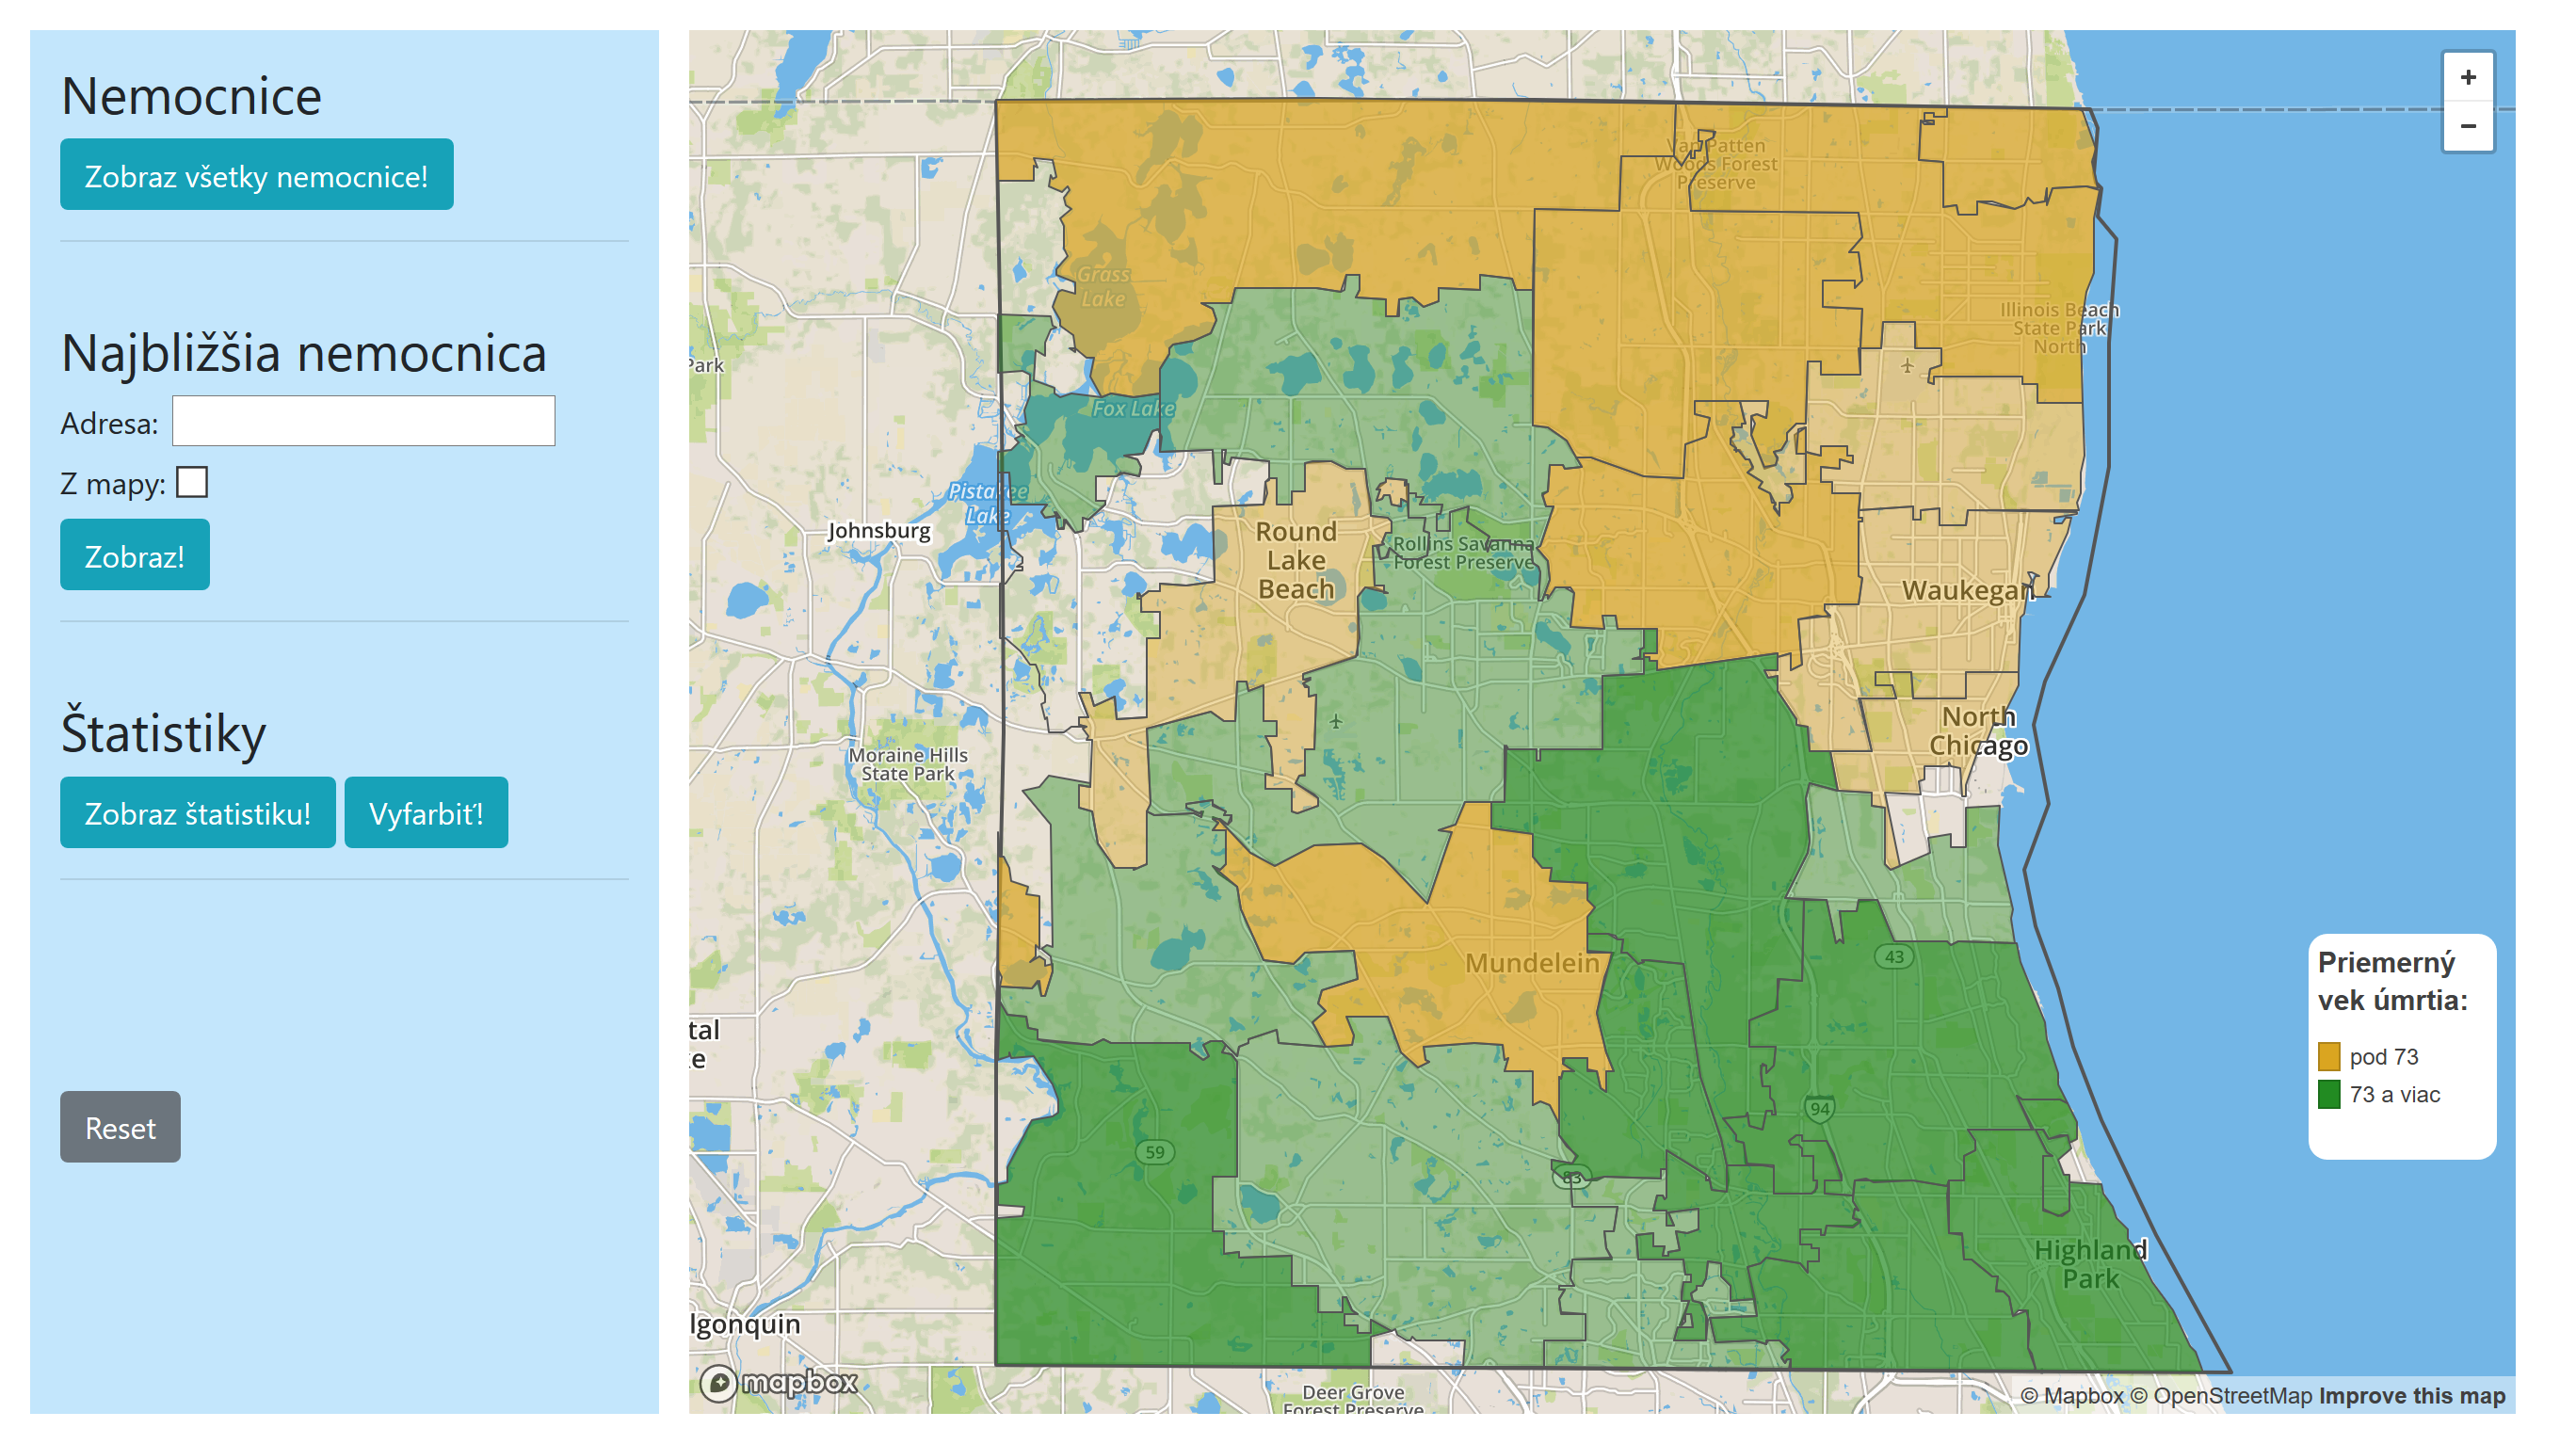 Nemocnice
Zobraz všetky nemocnice!
Najbližšia nemocnica
Adresa:
Z mapy:
Zobraz!
Štatistiky
Zobraz štatistiku!
Vyfarbiť!
Reset
+
−
Van Patten
Woods Forest
Preserve
Grass
Lake
Illinois Beach
State Park
North
Park
Fox Lake
Pistakee
Lake
Johnsburg
Round
Lake
Beach
Rollins Savanna
Forest Preserve
Waukegan
North
Chicago
Moraine Hills
State Park
Mundelein
43
Priemerný
vek úmrtia:
pod 73
73 a viac
tal
94
59
83
Highland
Park
lgonquin
mapbox
Deer Grove
Forest Preserve
© Mapbox © OpenStreetMap Improve this map